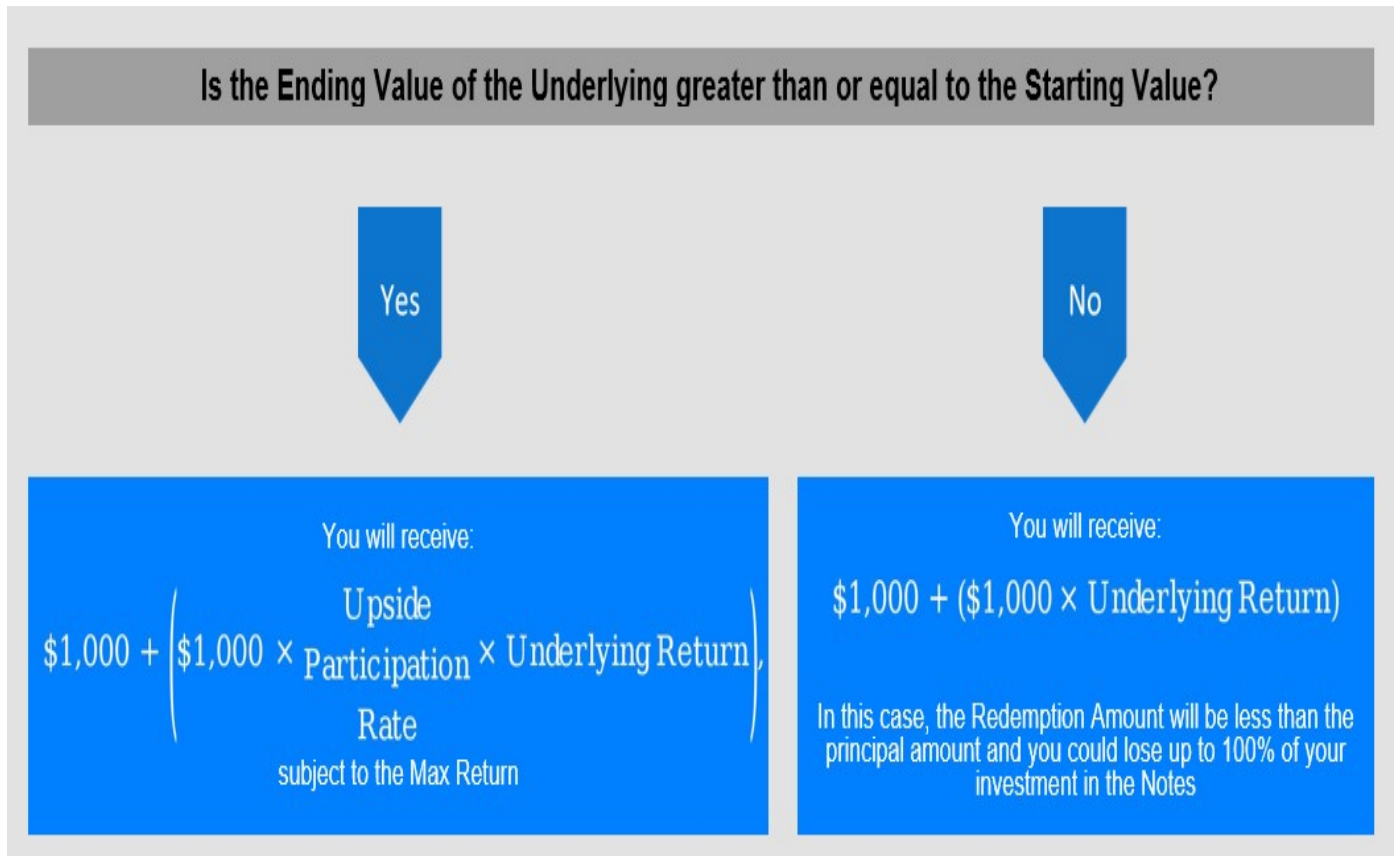 Is the Ending Value of the Underlying greater than or equal to the Starting Value?
Yes
No
You will receive:
$1,000 + ($1,000 × Upside Participation Rate × Underlying Return),
subject to the Max Return
You will receive:
$1,000 + ($1,000 × Underlying Return)
In this case, the Redemption Amount will be less than the
principal amount and you could lose up to 100% of your
investment in the Notes